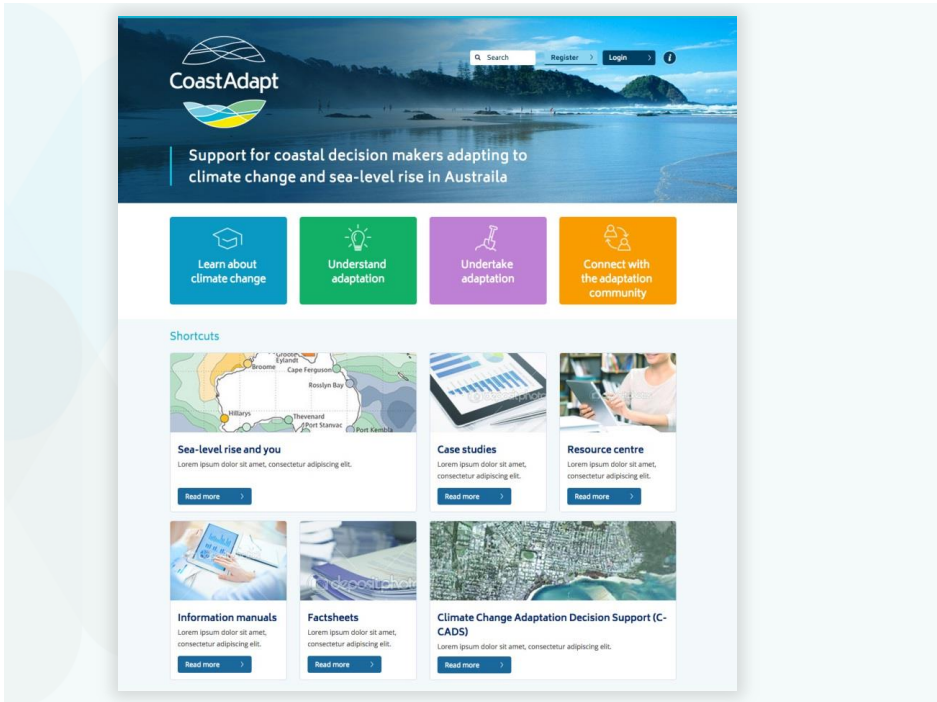 CoastAdapt
Search
Register
Login
i
Support for coastal decision makers adapting to
climate change and sea-level rise in Austraila
Learn about
climate change
Understand
adaptation
Undertake
adaptation
Connect with
the adaptation
community
Shortcuts
Groote
Eylandt
Broome
Cape Ferguson
Rosslyn Bay
Hillarys
Thevenard
Port Stanvac
Port Kembla
Sea-level rise and you
Lorem ipsum dolor sit amet, consectetur adipiscing elit.
Read more
Case studies
Lorem ipsum dolor sit amet,
consectetur adipiscing elit.
Read more
Resource centre
Lorem ipsum dolor sit amet,
consectetur adipiscing elit.
Read more
depositphoto
Information manuals
Lorem ipsum dolor sit amet,
consectetur adipiscing elit.
Read more
Factsheets
Lorem ipsum dolor sit amet,
consectetur adipiscing elit.
Read more
Climate Change Adaptation Decision Support (C-
CADS)
Lorem ipsum dolor sit amet, consectetur adipiscing elit.
Read more